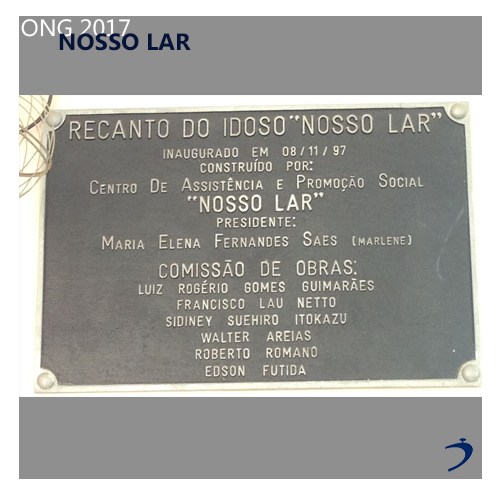 ONG 2017
NOSSO LAR
RECANTO DO IDOSO "NOSSO LAR"
INAUGURADO EM 08/11/97
CONSTRUÍDO POR:
CENTRO DE ASSISTÊNCIA E PROMOÇÃO SOCIAL
"NOSSO LAR"
PRESIDENTE:
MARIA ELENA FERNANDES SAES (MARLENE)
COMISSÃO DE OBRAS:
LUIZ ROGÉRIO GOMES GUIMARÃES
FRANCISCO LAU NETTO
SIDINEY SUEHIRO ITOKAZU
WALTER AREIAS
ROBERTO ROMANO
EDSON FUTIDA